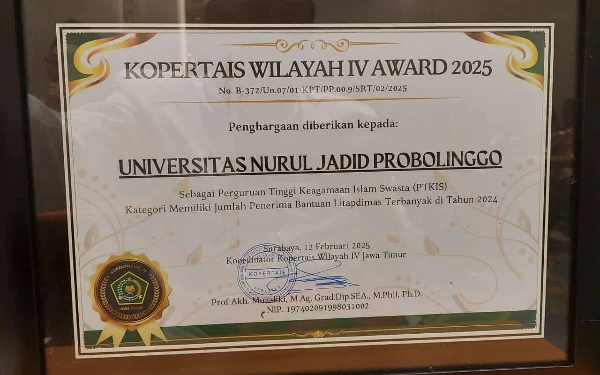 KOPERTAIS WILAYAH IV AWARD 2025
No. B-372/Un.07/01/KPT/PP.00.9/SRT/02/2025
Penghargaan diberikan kepada:
UNIVERSITAS NURUL JADID PROBOLINGGO
Sebagai Perguruan Tinggi Keagamaan Islam Swasta (PTKIS)
Kategori Memiliki Jumlah Penerima Bantuan Litapdimas Terbanyak di Tahun 2024
Surabaya, 12 Februari 2025
Koordinator Kopertais Wilayah IV Jawa Timur
KOPERTAIS
Prof Akh. Muzakki, M.Ag, Grad.Dip.SEA., M.Phil, Ph.D.
NIP. 197402091998031002